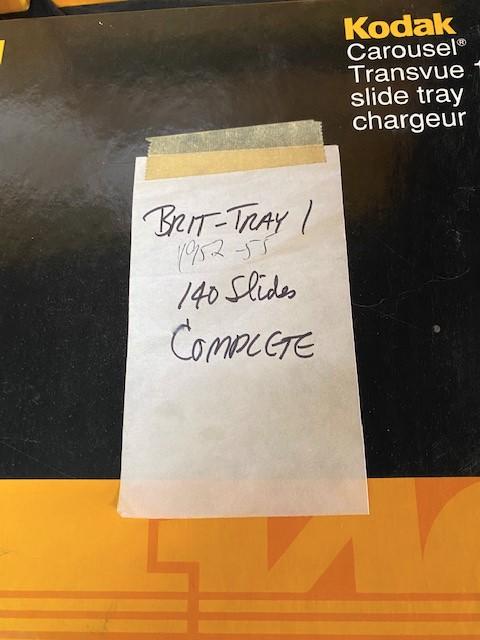 Kodak
Carousel®
Transvue
slide tray
chargeur
BRIT-TRAY 1
1952-55
140 Slides
COMPLETE